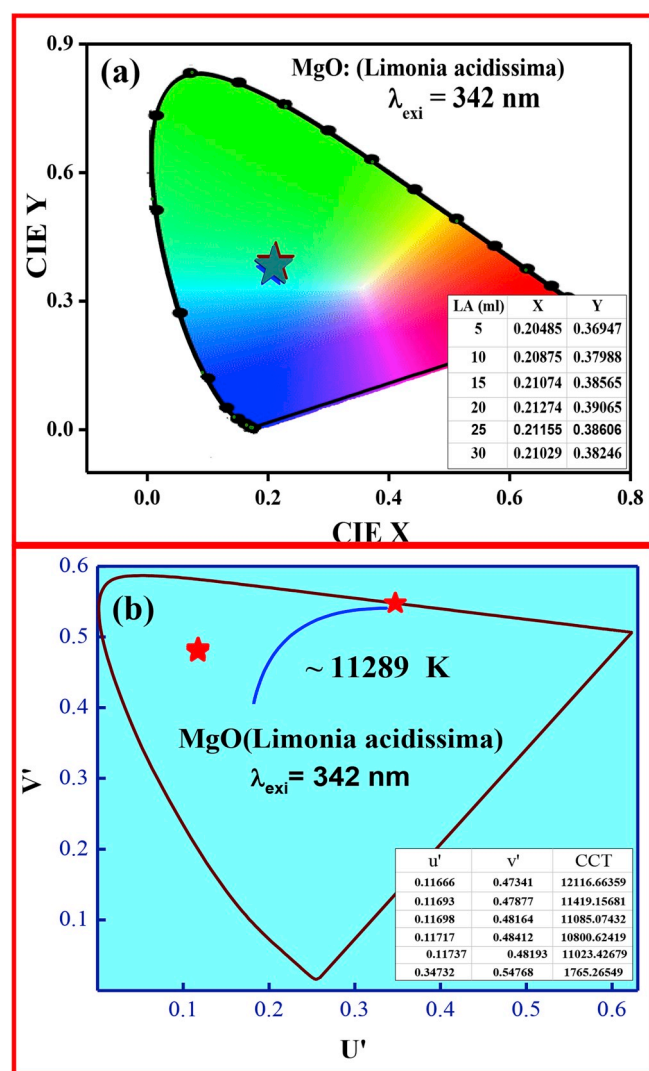 0.9
(a)
MgO: (Limonia acidissima)
λexi = 342 nm
0.6
CIE Y
0.3
0.0
LA (ml) X Y
5 0.20485 0.36947
10 0.20875 0.37988
15 0.21074 0.38565
20 0.21274 0.39065
25 0.21155 0.38606
30 0.21029 0.38246
0.0 0.2 0.4 0.6 0.8
CIE X
0.6
(b)
0.5
~ 11289 K
0.4
MgO(Limonia acidissima)
V'
0.3
λexi= 342 nm
0.2
u' v' CCT
0.11666 0.47341 12116.66359
0.11693 0.47877 11419.15681
0.11698 0.48164 11085.07432
0.11717 0.48412 10800.62419
0.11737 0.48193 11023.42679
0.34732 0.54768 1765.26549
0.1
0.1 0.2 0.3 0.4 0.5 0.6
U'